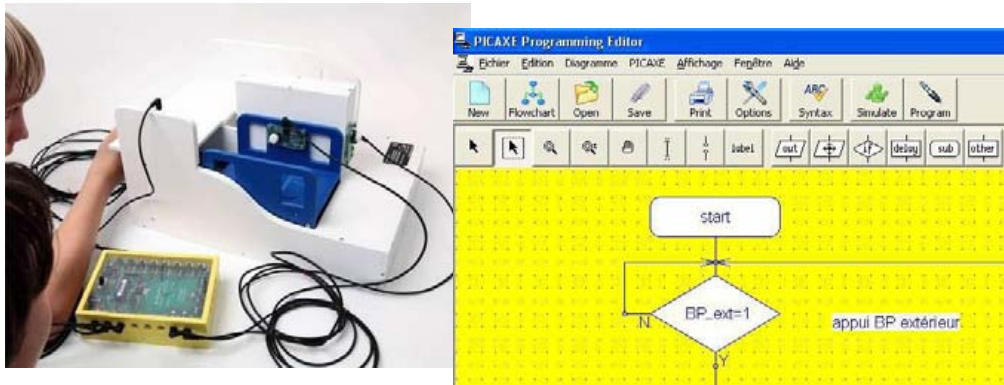 PICAXE Programming Editor
Fichier Edition Diagramme PICAXE Affichage Fenêtre Aide
New Flowchart Open Save Print Options ABC Syntax Simulate Program
label out if delay sub other
start
BP_ext=1
N
appui BP extérieur
Y